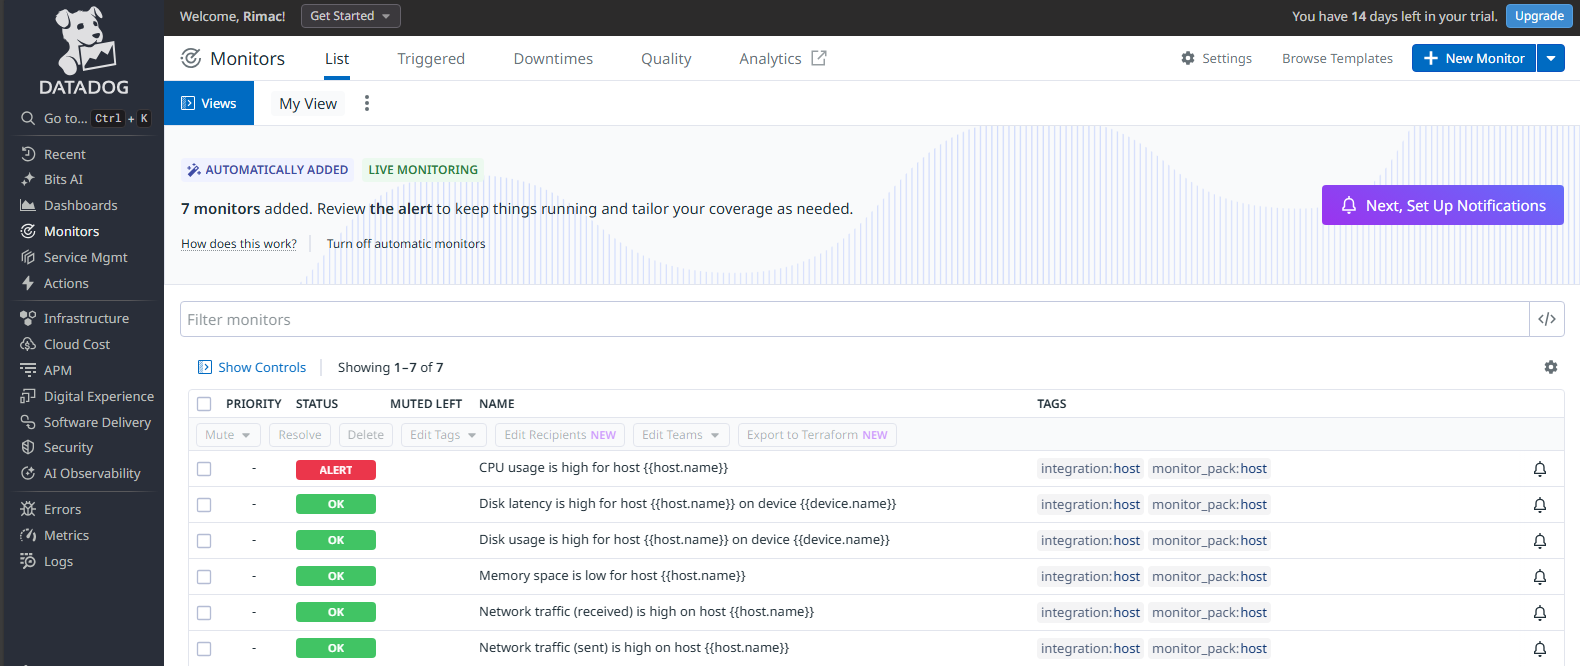 Welcome, Rimac!
Get Started
You have 14 days left in your trial.
Upgrade
DATADOG
Go to... Ctrl + K
Recent
Bits AI
Dashboards
Monitors
Service Mgmt
Actions
Infrastructure
Cloud Cost
APM
Digital Experience
Software Delivery
Security
AI Observability
Errors
Metrics
Logs
Monitors
List
Triggered
Downtimes
Quality
Analytics
Settings
Browse Templates
New Monitor
Views
My View
AUTOMATICALLY ADDED
LIVE MONITORING
7 monitors added. Review the alert to keep things running and tailor your coverage as needed.
How does this work?
Turn off automatic monitors
Next, Set Up Notifications
Filter monitors
</>
Show Controls
Showing 1–7 of 7
PRIORITY STATUS MUTED LEFT NAME TAGS
Mute Resolve Delete Edit Tags Edit Recipients NEW Edit Teams Export to Terraform NEW
- ALERT CPU usage is high for host {{host.name}} integration:host monitor_pack:host
- OK Disk latency is high for host {{host.name}} on device {{device.name}} integration:host monitor_pack:host
- OK Disk usage is high for host {{host.name}} on device {{device.name}} integration:host monitor_pack:host
- OK Memory space is low for host {{host.name}} integration:host monitor_pack:host
- OK Network traffic (received) is high on host {{host.name}} integration:host monitor_pack:host
- OK Network traffic (sent) is high on host {{host.name}} integration:host monitor_pack:host